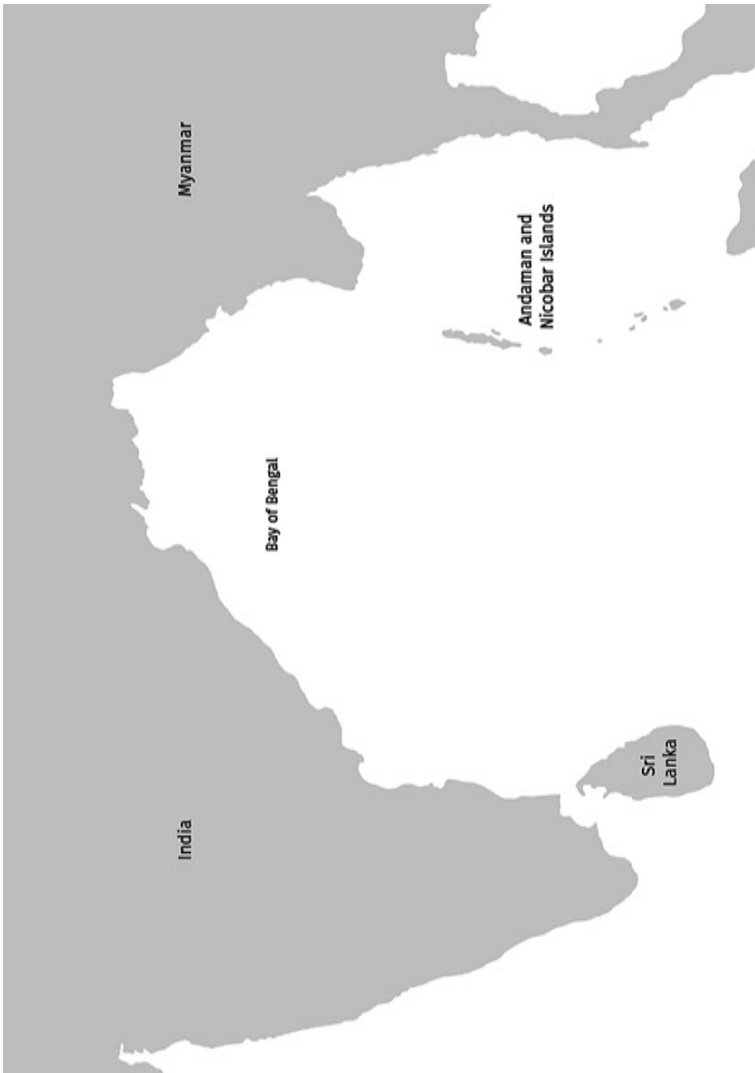 India
Myanmar
Bay of Bengal
Andaman and
Nicobar Islands
Sri
Lanka